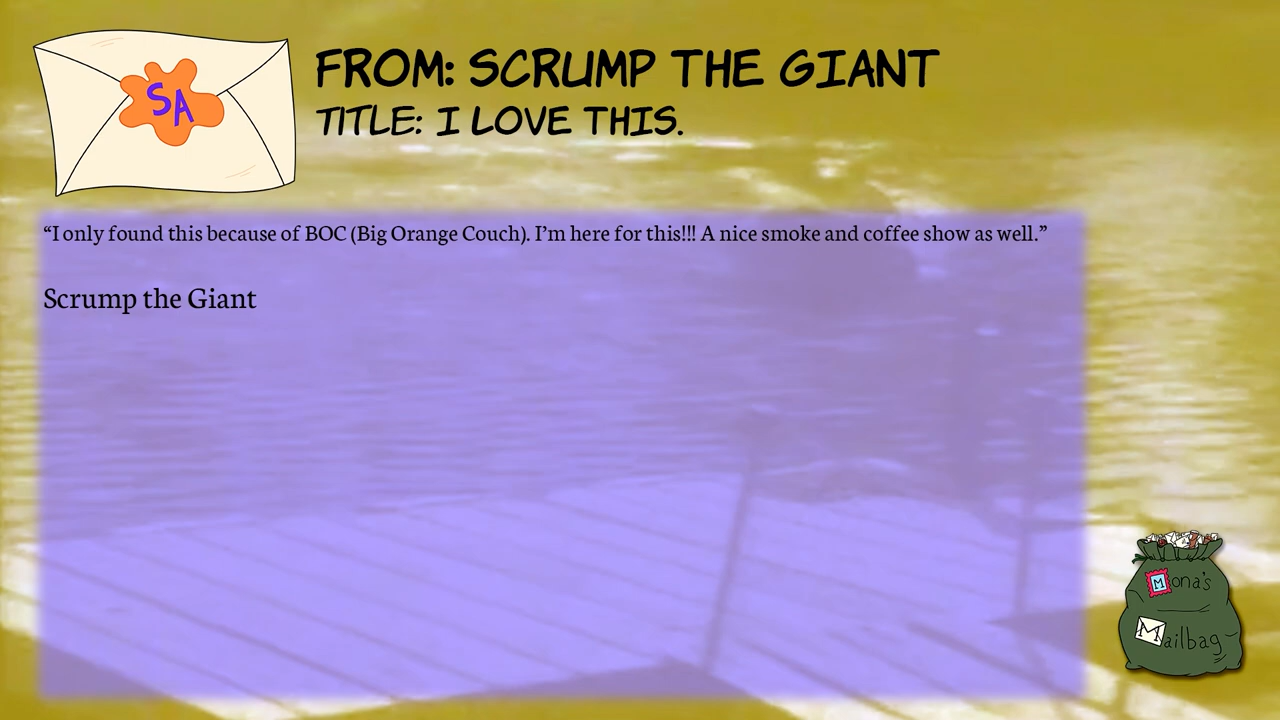 SA
FROM: SCRUMP THE GIANT
TITLE: I LOVE THIS.
“I only found this because of BOC (Big Orange Couch). I’m here for this!!! A nice smoke and coffee show as well.”
Scrump the Giant
Mona's
Mailbag